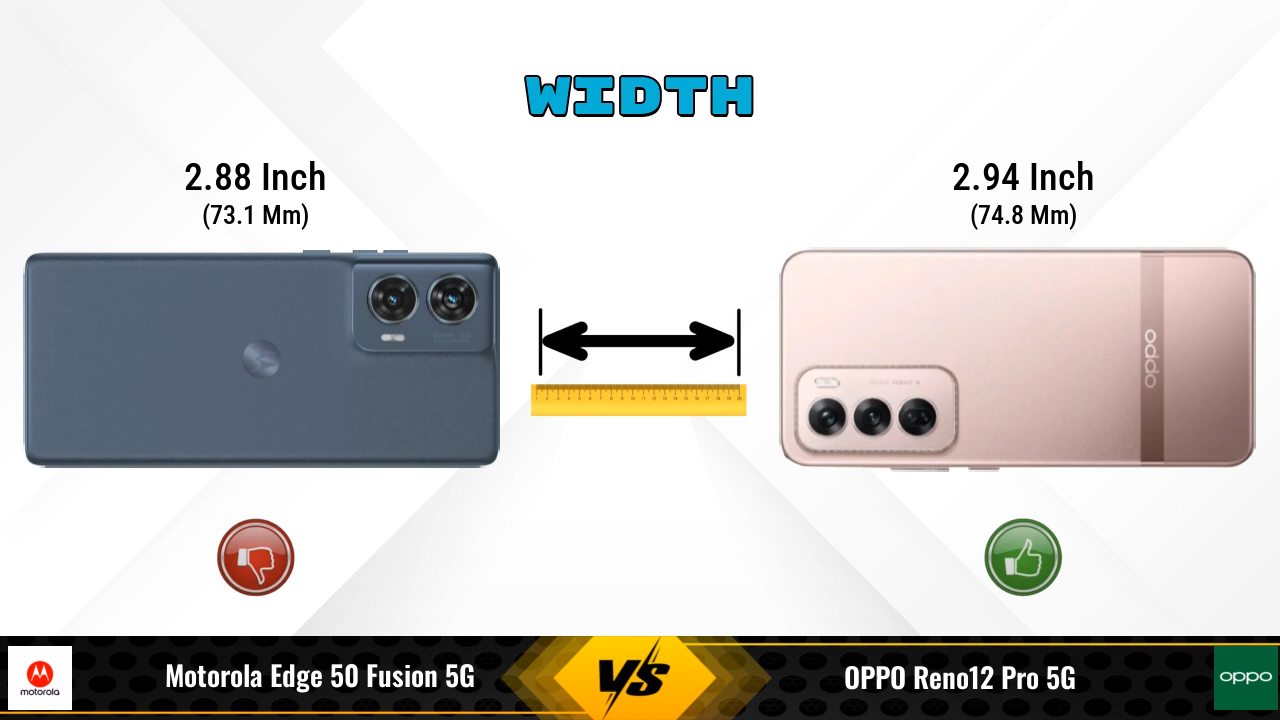 WIDTH
2.88 Inch
(73.1 Mm)
2.94 Inch
(74.8 Mm)
oppo
Motorola Edge 50 Fusion 5G
VS
OPPO Reno12 Pro 5G
motorola
oppo